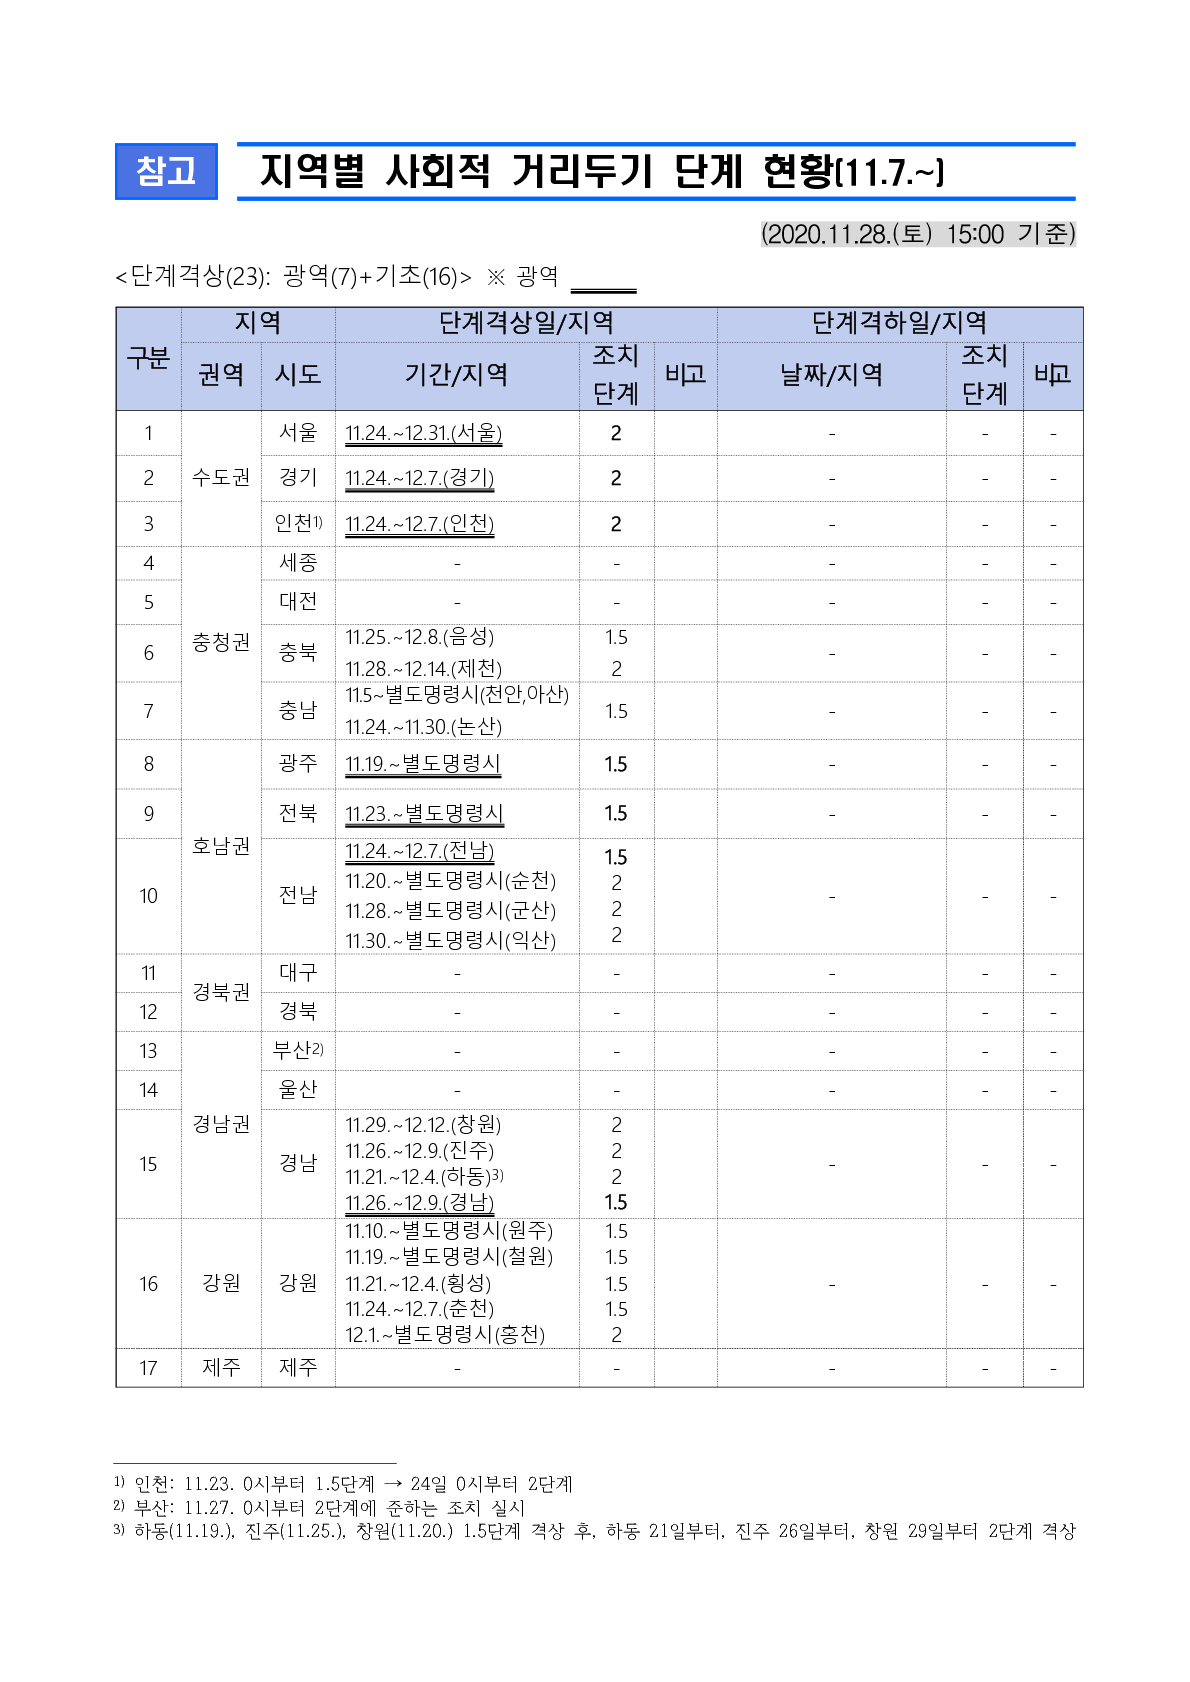 참고
지역별 사회적 거리두기 단계 현황(11.7.~)
(2020.11.28.(토) 15:00 기준)
<단계격상(23): 광역(7)+기초(16)> ※ 광역
구분 지역 단계격상일/지역 단계격하일/지역
권역 시도 기간/지역 조치 단계 비고 날짜/지역 조치 단계 비고
1 수도권 서울 11.24.~12.31.(서울) 2 - - -
2 경기 11.24.~12.7.(경기) 2 - - -
3 인천1) 11.24.~12.7.(인천) 2 - - -
4 충청권 세종 - - - - -
5 대전 - - - - -
6 충북 11.25.~12.8.(음성) 1.5 - - -
11.28.~12.14.(제천) 2
7 충남 11.5~별도명령시(천안,아산) 1.5 - - -
11.24.~11.30.(논산)
8 호남권 광주 11.19.~별도명령시 1.5 - - -
9 전북 11.23.~별도명령시 1.5 - - -
10 전남 11.24.~12.7.(전남) 1.5 - - -
11.20.~별도명령시(순천) 2
11.28.~별도명령시(군산) 2
11.30.~별도명령시(익산) 2
11 경북권 대구 - - - - -
12 경북 - - - - -
13 경남권 부산2) - - - - -
14 울산 - - - - -
15 경남 11.29.~12.12.(창원) 2 - - -
11.26.~12.9.(진주) 2
11.21.~12.4.(하동)3) 2
11.26.~12.9.(경남) 1.5
16 강원 강원 11.10.~별도명령시(원주) 1.5 - - -
11.19.~별도명령시(철원) 1.5
11.21.~12.4.(횡성) 1.5
11.24.~12.7.(춘천) 1.5
12.1.~별도명령시(홍천) 2
17 제주 제주 - - - - -
1) 인천: 11.23. 0시부터 1.5단계 → 24일 0시부터 2단계
2) 부산: 11.27. 0시부터 2단계에 준하는 조치 실시
3) 하동(11.19.), 진주(11.25.), 창원(11.20.) 1.5단계 격상 후, 하동 21일부터, 진주 26일부터, 창원 29일부터 2단계 격상